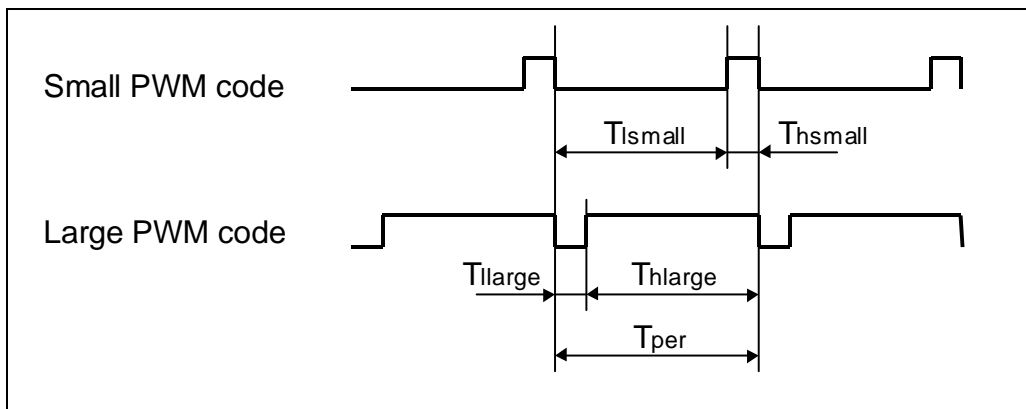 Small PWM code
Tlsmall Thsmall
Large PWM code
Tllarge Thlarge
Tper